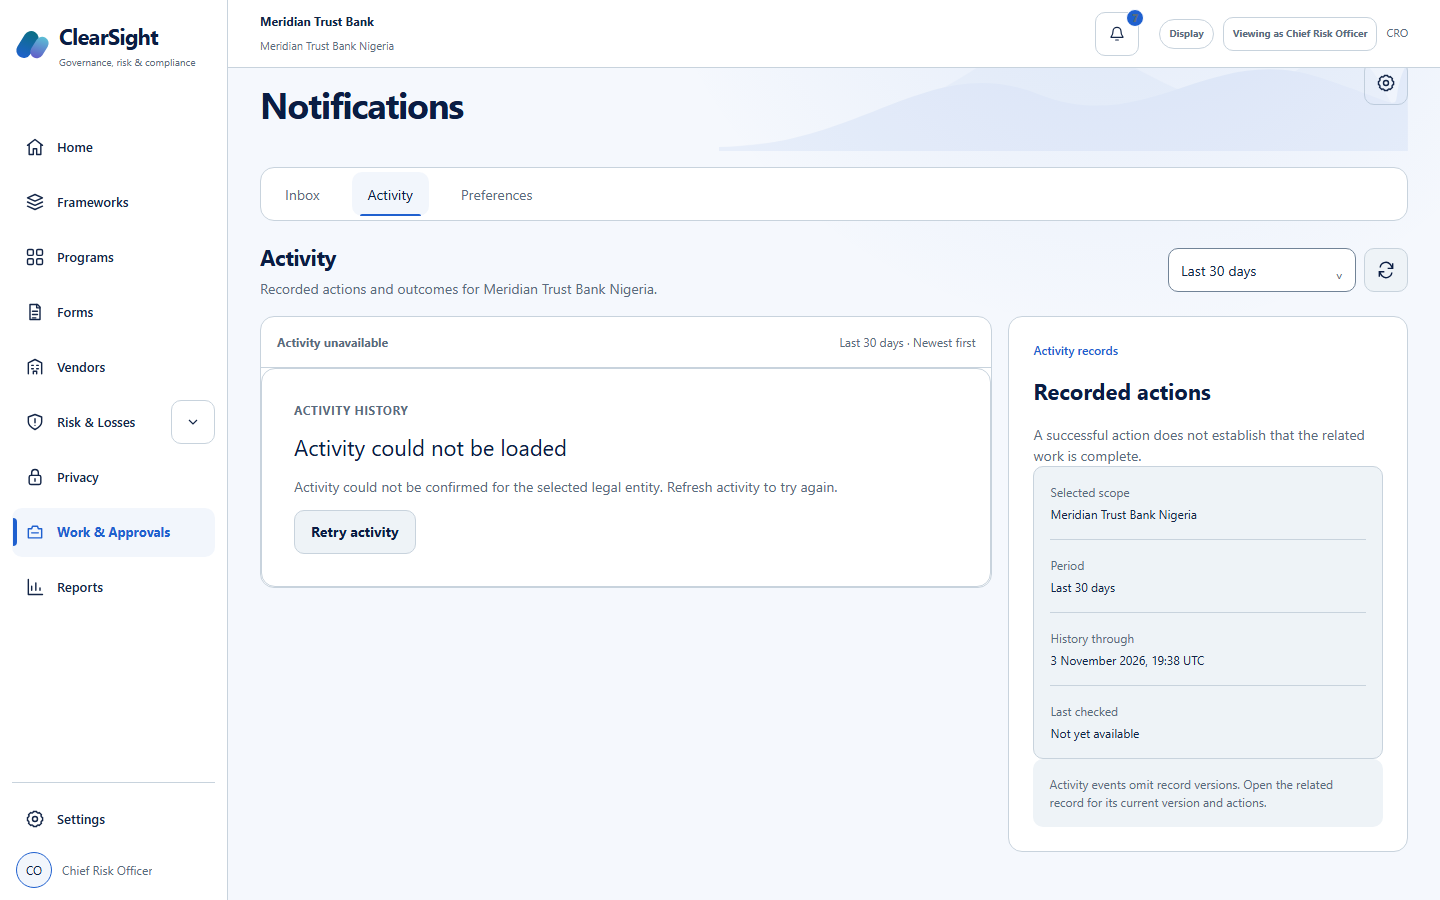 ClearSight
Governance, risk & compliance
Meridian Trust Bank
Meridian Trust Bank Nigeria
Display
Viewing as Chief Risk Officer
CRO
Home
Frameworks
Programs
Forms
Vendors
Risk & Losses
Privacy
Work & Approvals
Reports
Settings
CO
Chief Risk Officer
Notifications
Inbox
Activity
Preferences
Activity
Recorded actions and outcomes for Meridian Trust Bank Nigeria.
Last 30 days
Activity unavailable
Last 30 days · Newest first
ACTIVITY HISTORY
Activity could not be loaded
Activity could not be confirmed for the selected legal entity. Refresh activity to try again.
Retry activity
Activity records
Recorded actions
A successful action does not establish that the related
work is complete.
Selected scope
Meridian Trust Bank Nigeria
Period
Last 30 days
History through
3 November 2026, 19:38 UTC
Last checked
Not yet available
Activity events omit record versions. Open the related
record for its current version and actions.